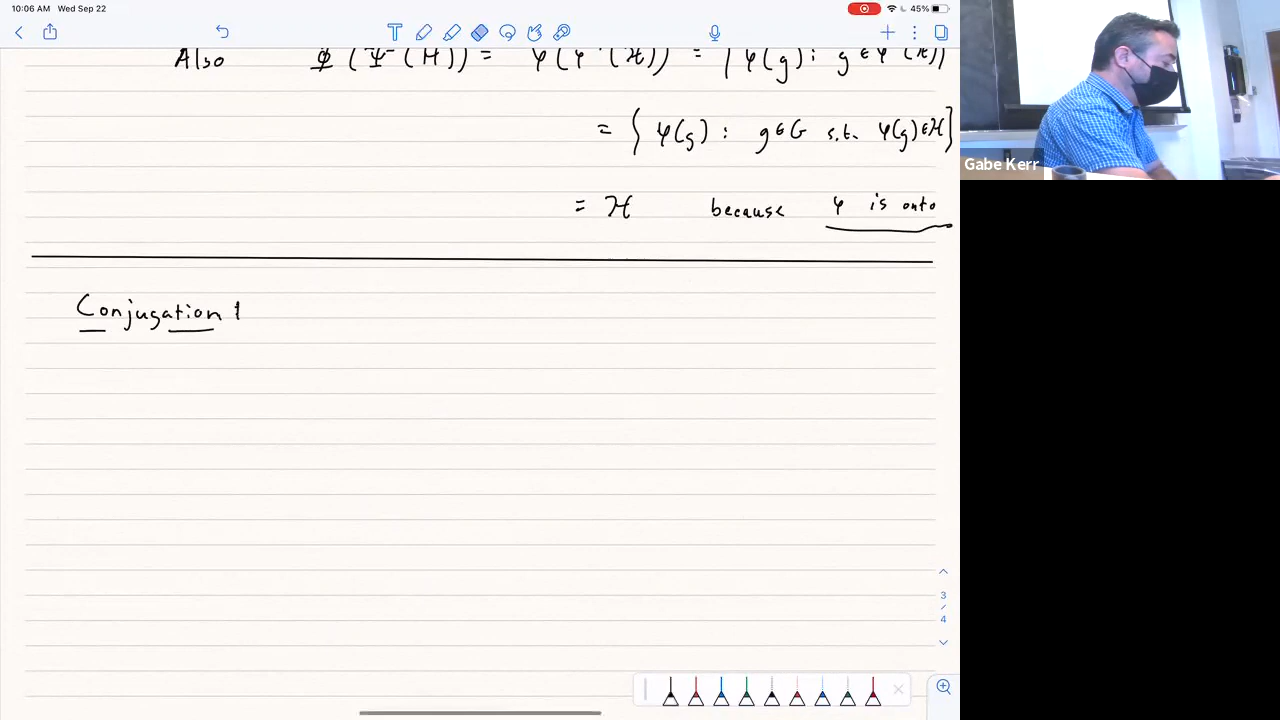 10:06 AM Wed Sep 22
45%
Also Φ(Ψ(H)) = φ(φ⁻¹(H)) = {φ(g) : g ∈ φ⁻¹(H)}
= {φ(g) : g ∈ G s.t. φ(g) ∈ H}
= H because φ is onto
Conjugation
3
/
4
Gabe Kerr